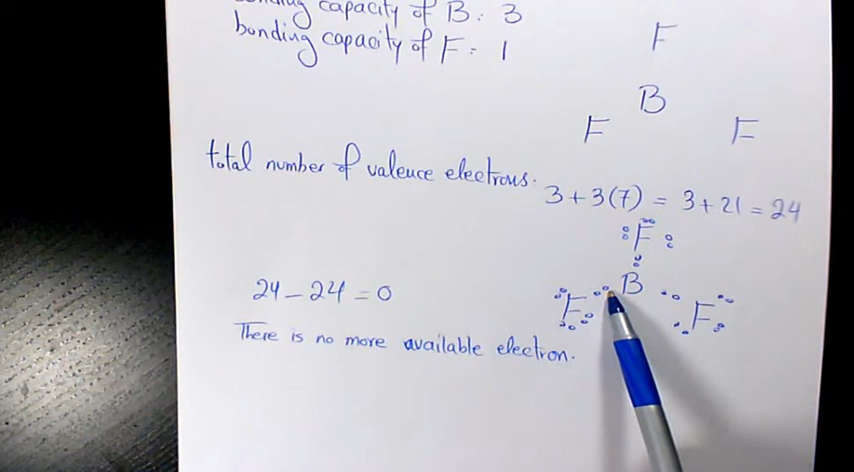 bonding capacity of B: 3
bonding capacity of F: 1
F
B
F F
total number of valence electrons.
3+3(7) = 3+21 = 24
F
24-24=0
B
F F
There is no more available electron.